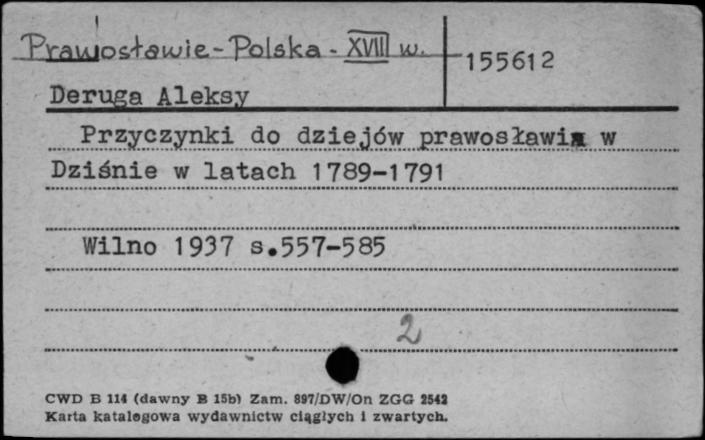 Prawosławie - Polska - XVIII w.
155612
Deruga Aleksy
Przyczynki do dziejów prawosławia w
Dziśnie w latach 1789-1791
Wilno 1937 s.557-585
2
CWD B 114 (dawny B 15b) Zam. 897/DW/On ZGG 2542
Karta katalogowa wydawnictw ciągłych i zwartych.